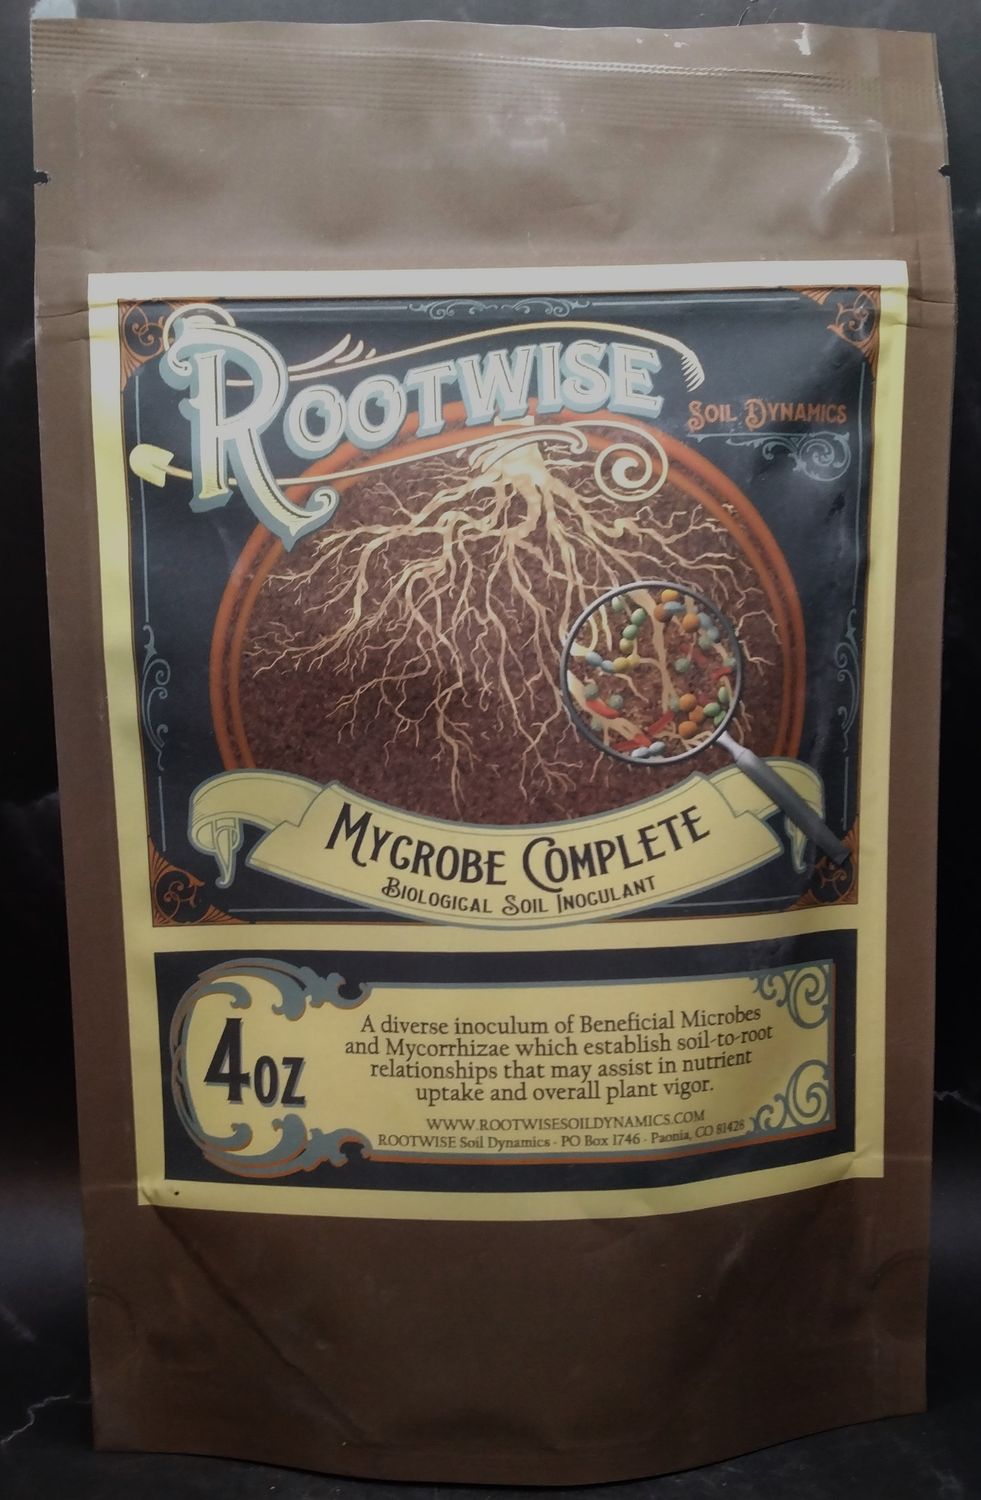 ROOTWISE
SOIL DYNAMICS
MYCROBE COMPLETE
BIOLOGICAL SOIL INOCULANT
4OZ
A diverse inoculum of Beneficial Microbes
and Mycorrhizae which establish soil-to-root
relationships that may assist in nutrient
uptake and overall plant vigor.
WWW.ROOTWISESOILDYNAMICS.COM
ROOTWISE Soil Dynamics · PO Box 1746 · Paonia, CO 81428